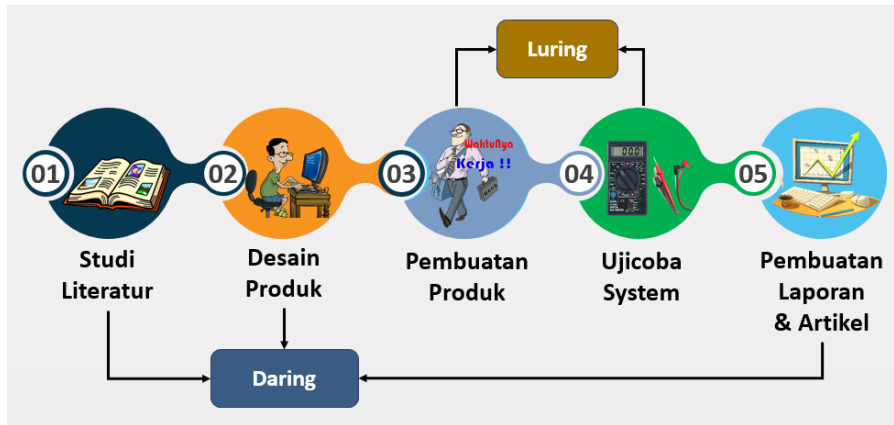 Luring
01
02
03
04
05
Waktunya
Kerja !!
000
Studi
Literatur
Desain
Produk
Pembuatan
Produk
Ujicoba
System
Pembuatan
Laporan
& Artikel
Daring